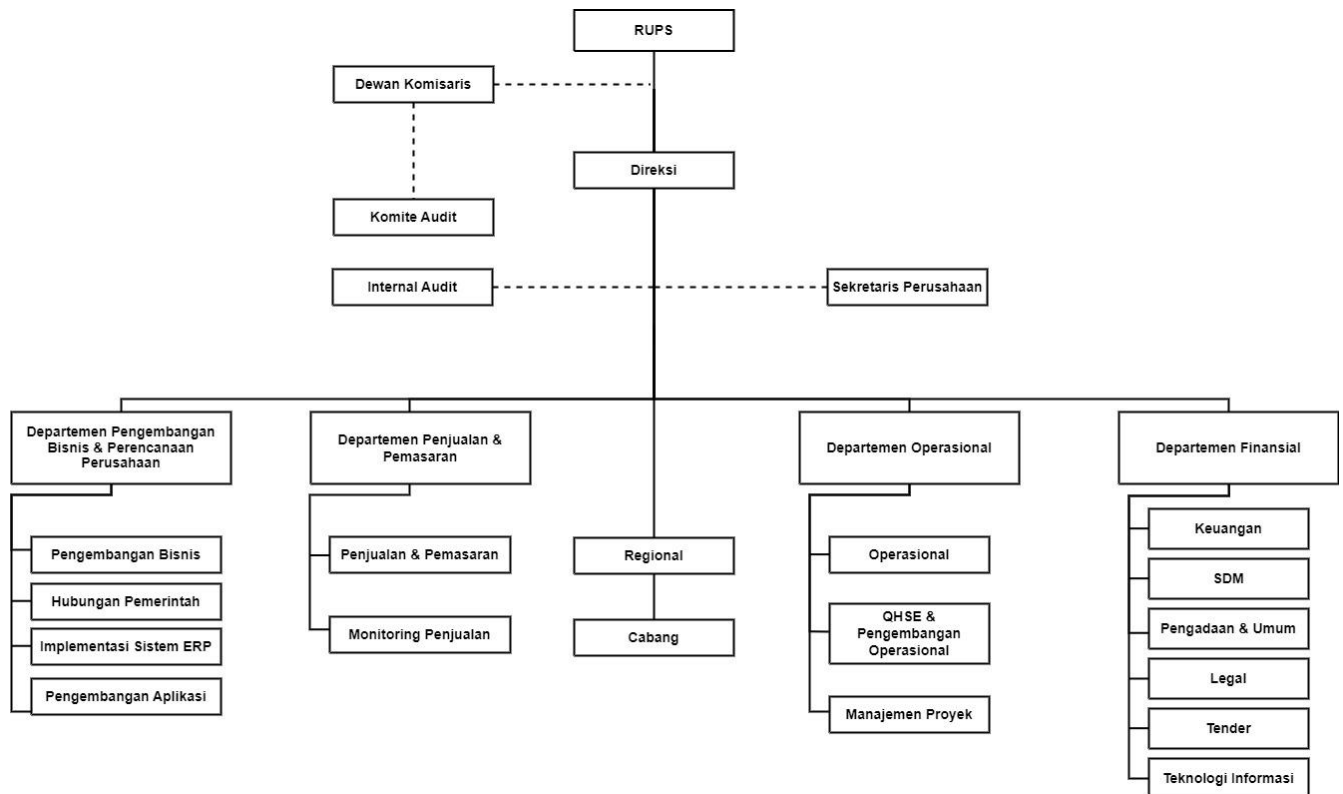 RUPS
Dewan Komisaris
Direksi
Komite Audit
Internal Audit
Sekretaris Perusahaan
Departemen Pengembangan
Bisnis & Perencanaan
Perusahaan
Departemen Penjualan &
Pemasaran
Departemen Operasional
Departemen Finansial
Pengembangan Bisnis
Hubungan Pemerintah
Implementasi Sistem ERP
Pengembangan Aplikasi
Penjualan & Pemasaran
Monitoring Penjualan
Regional
Cabang
Operasional
QHSE &
Pengembangan
Operasional
Manajemen Proyek
Keuangan
SDM
Pengadaan & Umum
Legal
Tender
Teknologi Informasi